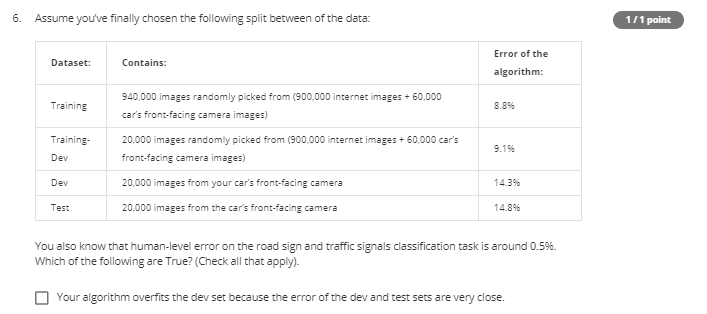 6. Assume you've finally chosen the following split between of the data:
1 / 1 point
Dataset: Contains: Error of the algorithm:
Training 940,000 images randomly picked from (900,000 internet images + 60,000 car's front-facing camera images) 8.8%
Training-Dev 20,000 images randomly picked from (900,000 internet images + 60,000 car's front-facing camera images) 9.1%
Dev 20,000 images from your car's front-facing camera 14.3%
Test 20,000 images from the car's front-facing camera 14.8%
You also know that human-level error on the road sign and traffic signals classification task is around 0.5%.
Which of the following are True? (Check all that apply).
Your algorithm overfits the dev set because the error of the dev and test sets are very close.